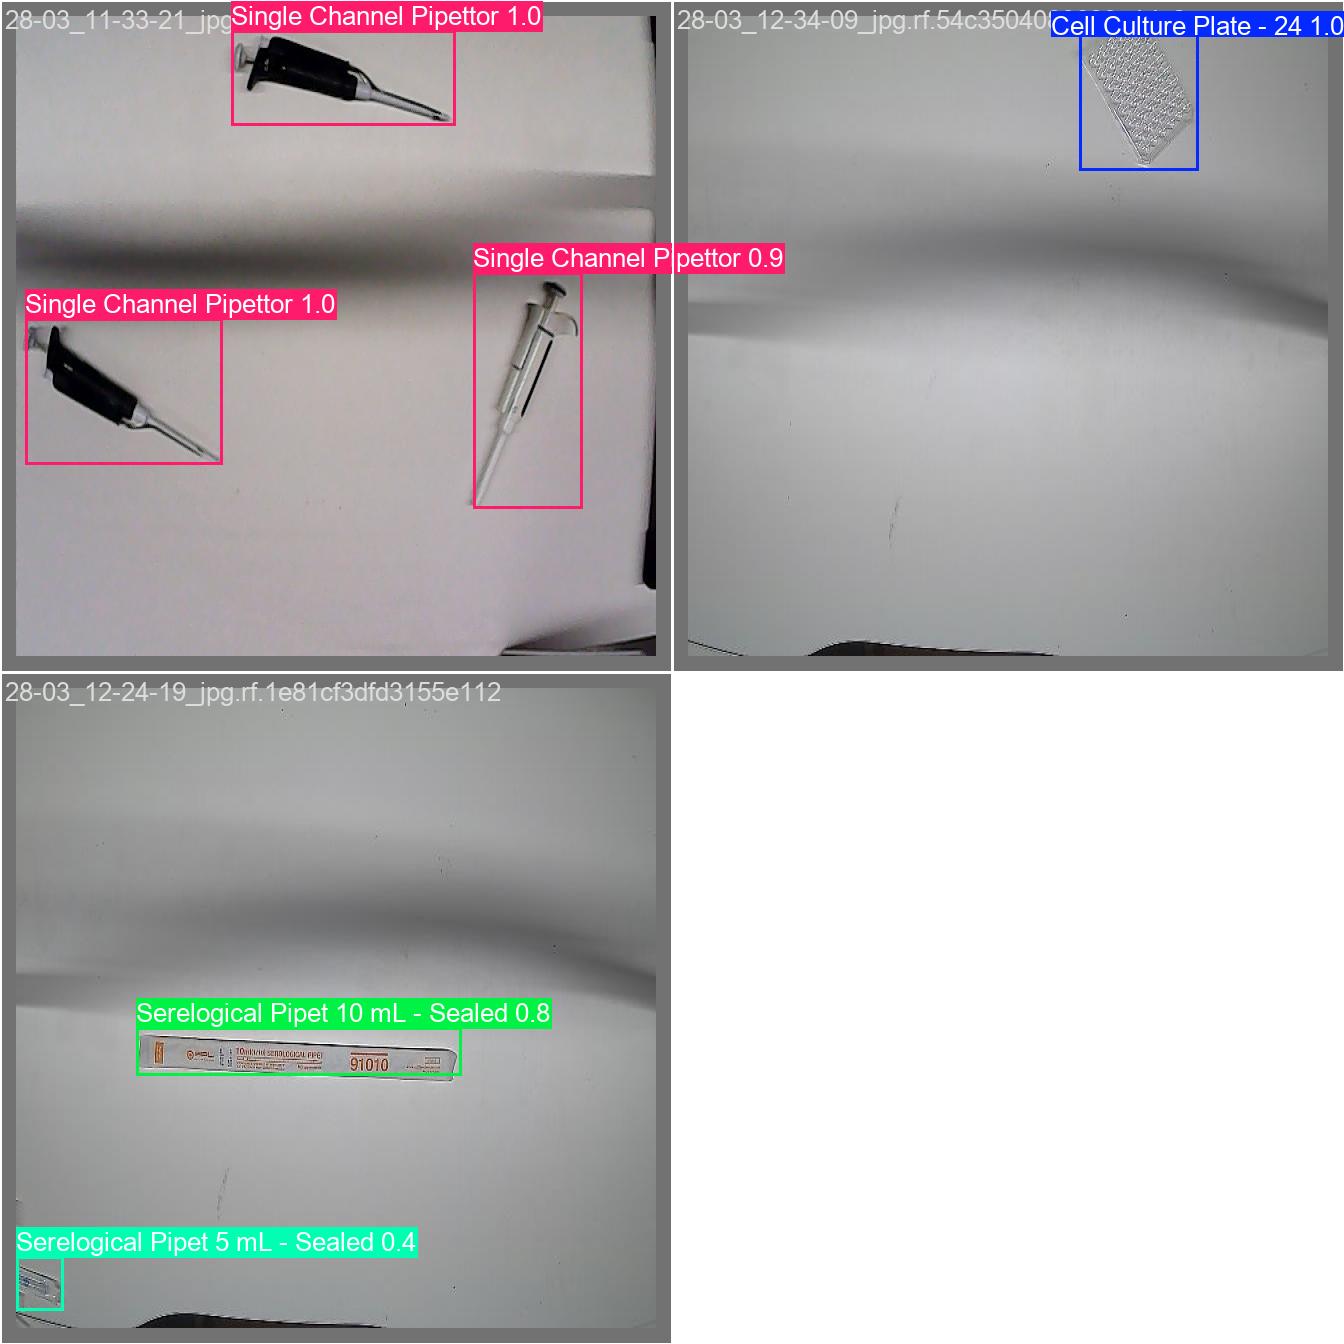 28-03_11-33-21_jpg
Single Channel Pipettor 1.0
28-03_12-34-09_jpg.rf.54c350408
Cell Culture Plate - 24 1.0
Single Channel Pipettor 0.9
Single Channel Pipettor 1.0
28-03_12-24-19_jpg.rf.1e81cf3dfd3155e112
Serelogical Pipet 10 mL - Sealed 0.8
SEROLOGICAL PIPET
91010
Serelogical Pipet 5 mL - Sealed 0.4